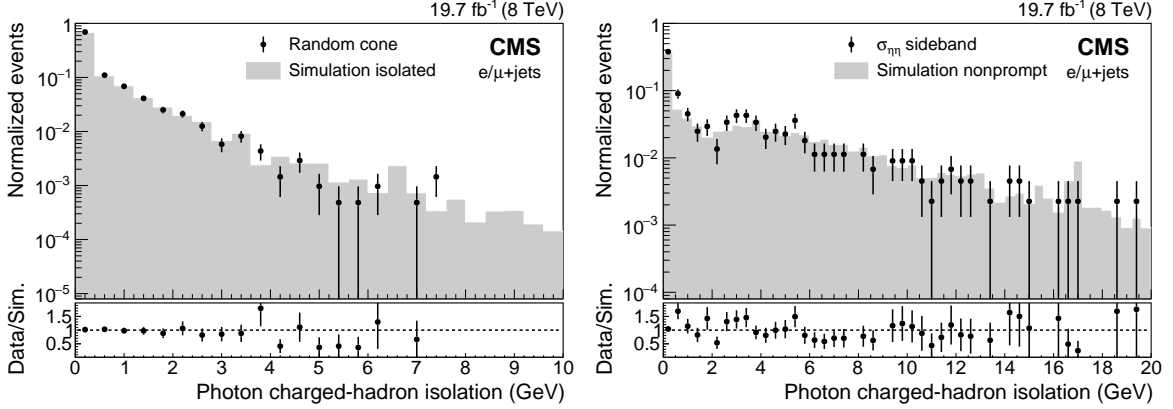 19.7 fb⁻¹ (8 TeV)
Normalized events
1
10⁻¹
10⁻²
10⁻³
10⁻⁴
10⁻⁵
Random cone
Simulation isolated
CMS
e/μ+jets
Data/Sim.
1.5
1
0.5
0 1 2 3 4 5 6 7 8 9 10
Photon charged-hadron isolation (GeV)
19.7 fb⁻¹ (8 TeV)
Normalized events
1
10⁻¹
10⁻²
10⁻³
10⁻⁴
σηη sideband
Simulation nonprompt
CMS
e/μ+jets
Data/Sim.
1.5
1
0.5
0 2 4 6 8 10 12 14 16 18 20
Photon charged-hadron isolation (GeV)